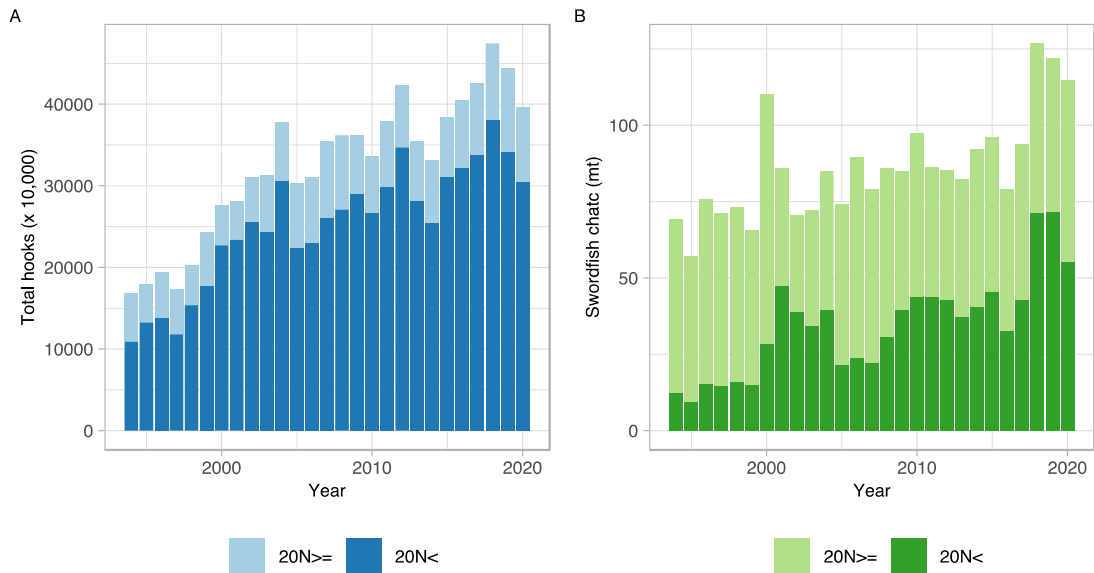 A
Total hooks (x 10,000)
40000
30000
20000
10000
0
2000
2010
2020
Year
20N>=
20N<
B
Swordfish chatc (mt)
100
50
0
2000
2010
2020
Year
20N>=
20N<